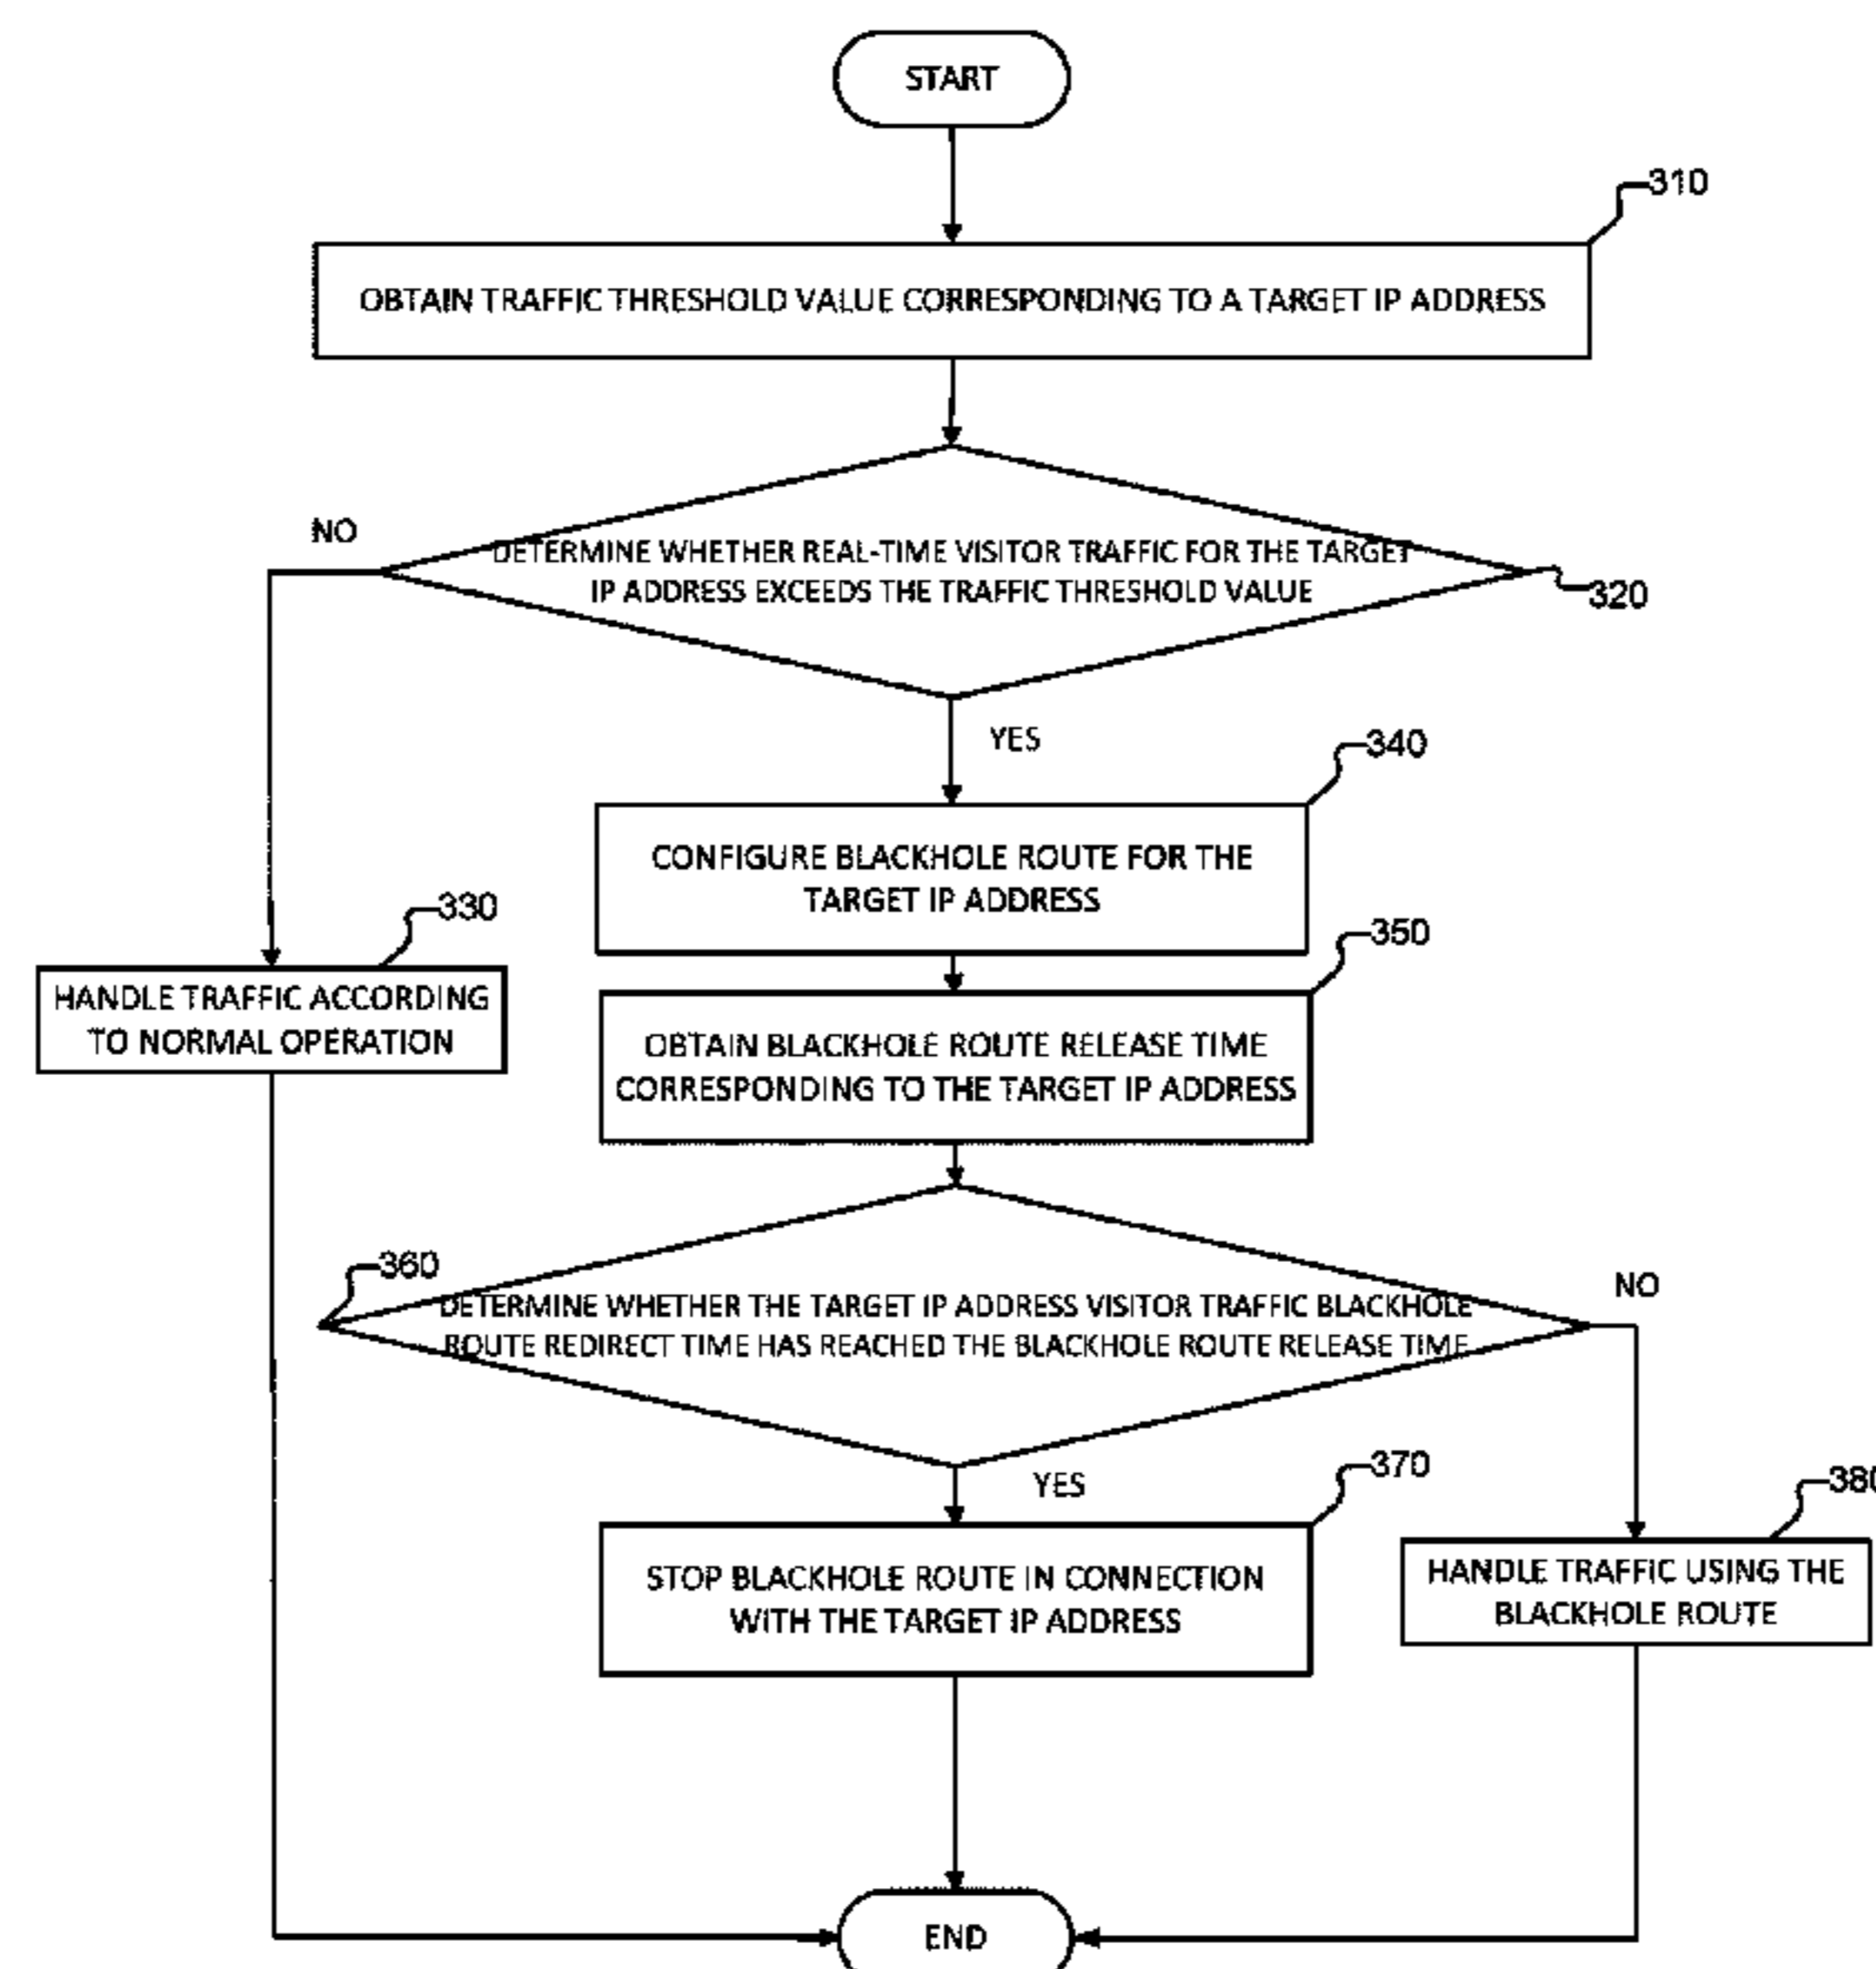 START
310
OBTAIN TRAFFIC THRESHOLD VALUE CORRESPONDING TO A TARGET IP ADDRESS
NO
DETERMINE WHETHER REAL-TIME VISITOR TRAFFIC FOR THE TARGET
IP ADDRESS EXCEEDS THE TRAFFIC THRESHOLD VALUE
320
YES
340
CONFIGURE BLACKHOLE ROUTE FOR THE
TARGET IP ADDRESS
330
HANDLE TRAFFIC ACCORDING
TO NORMAL OPERATION
350
OBTAIN BLACKHOLE ROUTE RELEASE TIME
CORRESPONDING TO THE TARGET IP ADDRESS
360
NO
DETERMINE WHETHER THE TARGET IP ADDRESS VISITOR TRAFFIC BLACKHOLE
ROUTE REDIRECT TIME HAS REACHED THE BLACKHOLE ROUTE RELEASE TIME
YES
370
STOP BLACKHOLE ROUTE IN CONNECTION
WITH THE TARGET IP ADDRESS
380
HANDLE TRAFFIC USING THE
BLACKHOLE ROUTE
END